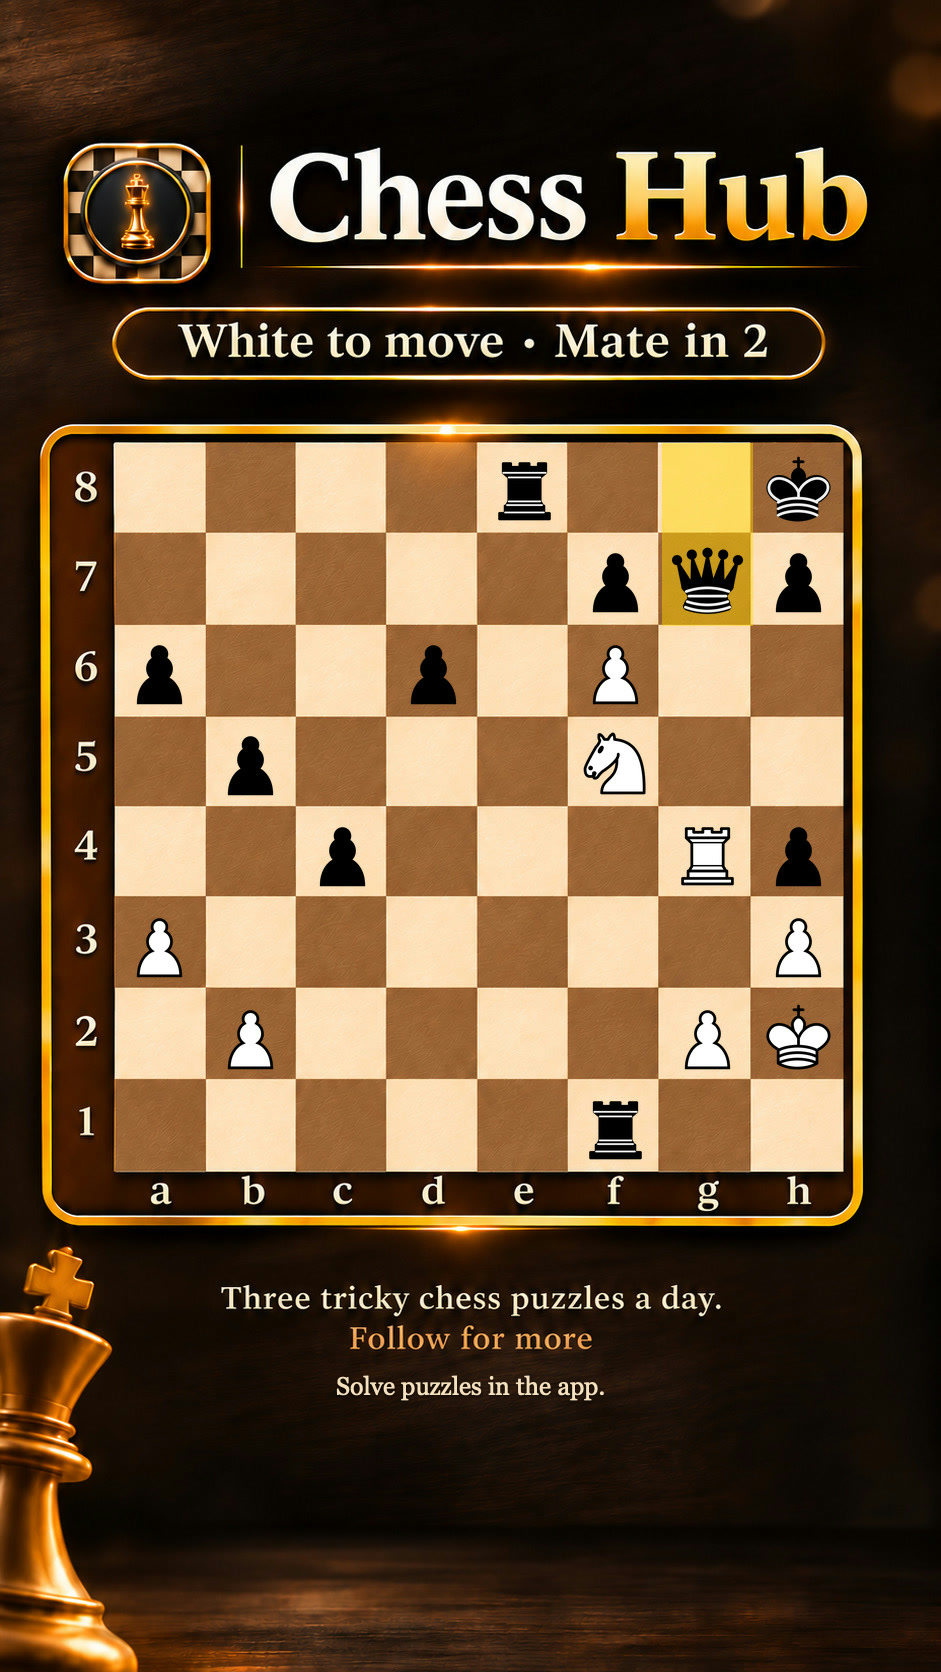 Chess Hub
White to move • Mate in 2
8
7
6
5
4
3
2
1
a b c d e f g h
Three tricky chess puzzles a day.
Follow for more
Solve puzzles in the app.